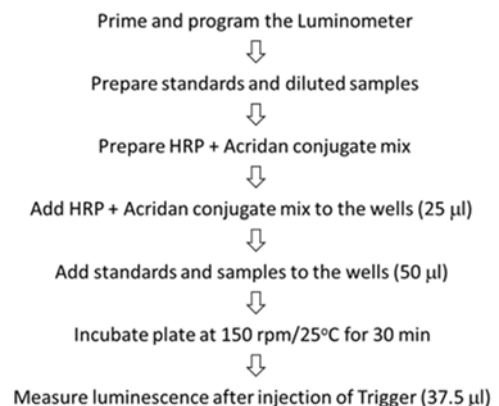 Prime and program the Luminometer
Prepare standards and diluted samples
Prepare HRP + Acridan conjugate mix
Add HRP + Acridan conjugate mix to the wells (25 µl)
Add standards and samples to the wells (50 µl)
Incubate plate at 150 rpm/25°C for 30 min
Measure luminescence after injection of Trigger (37.5 µl)